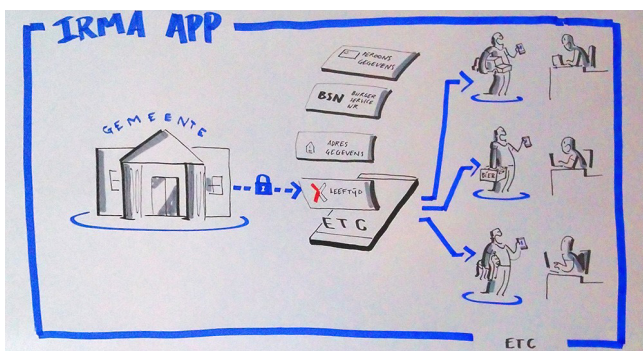 IRMA APP
GEMEENTE
PERSOONS
GEGEVENS
BSN
BURGER
SERVICE
NR
ADRES
GEGEVENS
LEEFTIJD
ETC
BIER
ETC